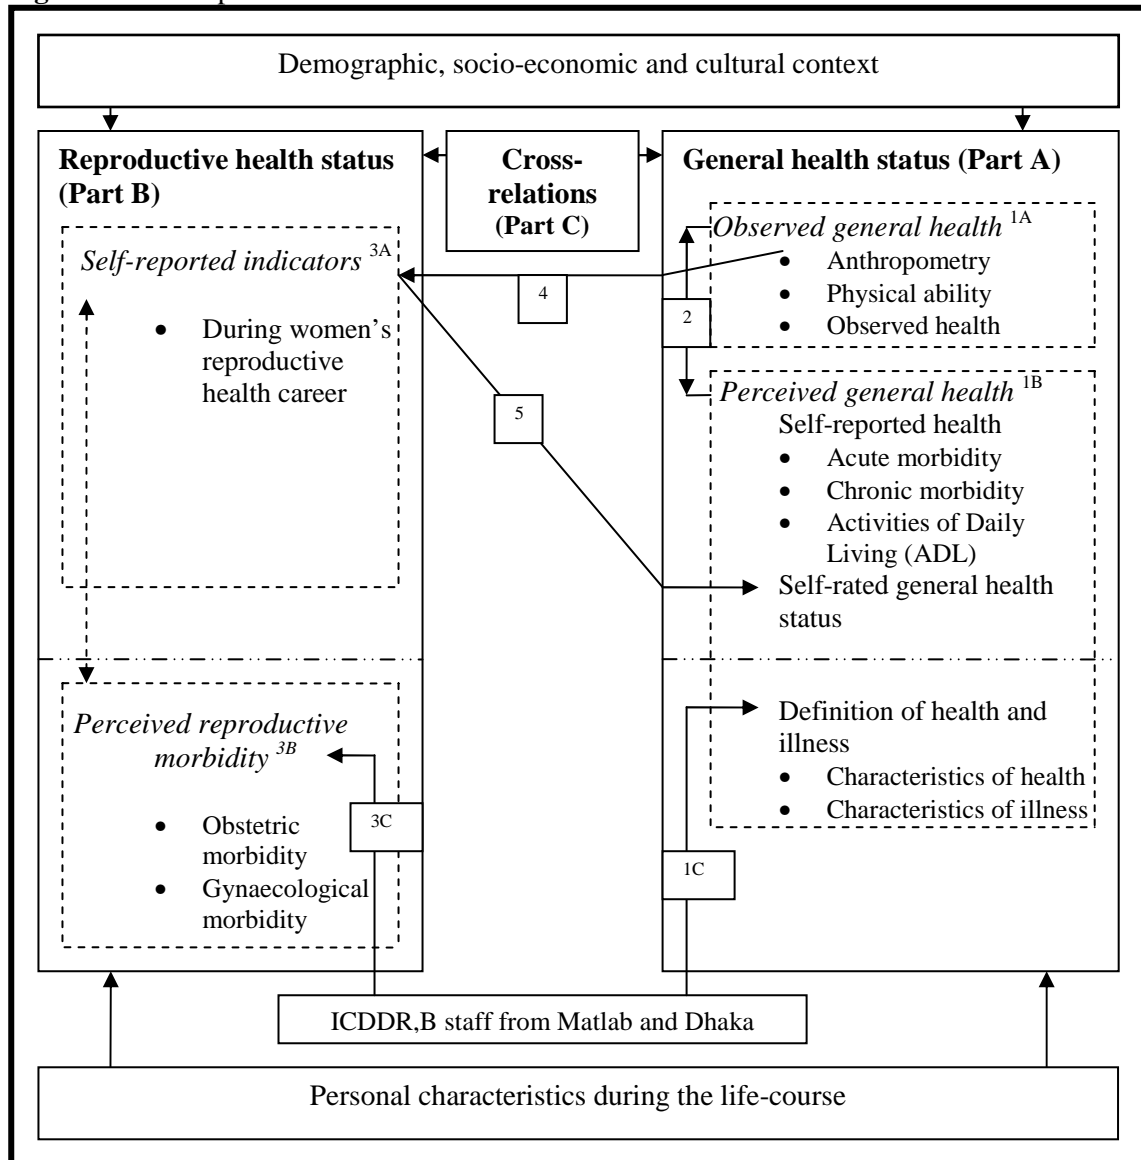 Demographic, socio-economic and cultural context
Reproductive health status
(Part B)
Self-reported indicators 3A
• During women's
reproductive
health career
Perceived reproductive
morbidity 3B
• Obstetric
morbidity
• Gynaecological
morbidity
3C
Cross-
relations
(Part C)
4
5
General health status (Part A)
Observed general health 1A
• Anthropometry
• Physical ability
• Observed health
2
Perceived general health 1B
Self-reported health
• Acute morbidity
• Chronic morbidity
• Activities of Daily
Living (ADL)
Self-rated general health
status
Definition of health and
illness
• Characteristics of health
• Characteristics of illness
1C
ICDDR,B staff from Matlab and Dhaka
Personal characteristics during the life-course